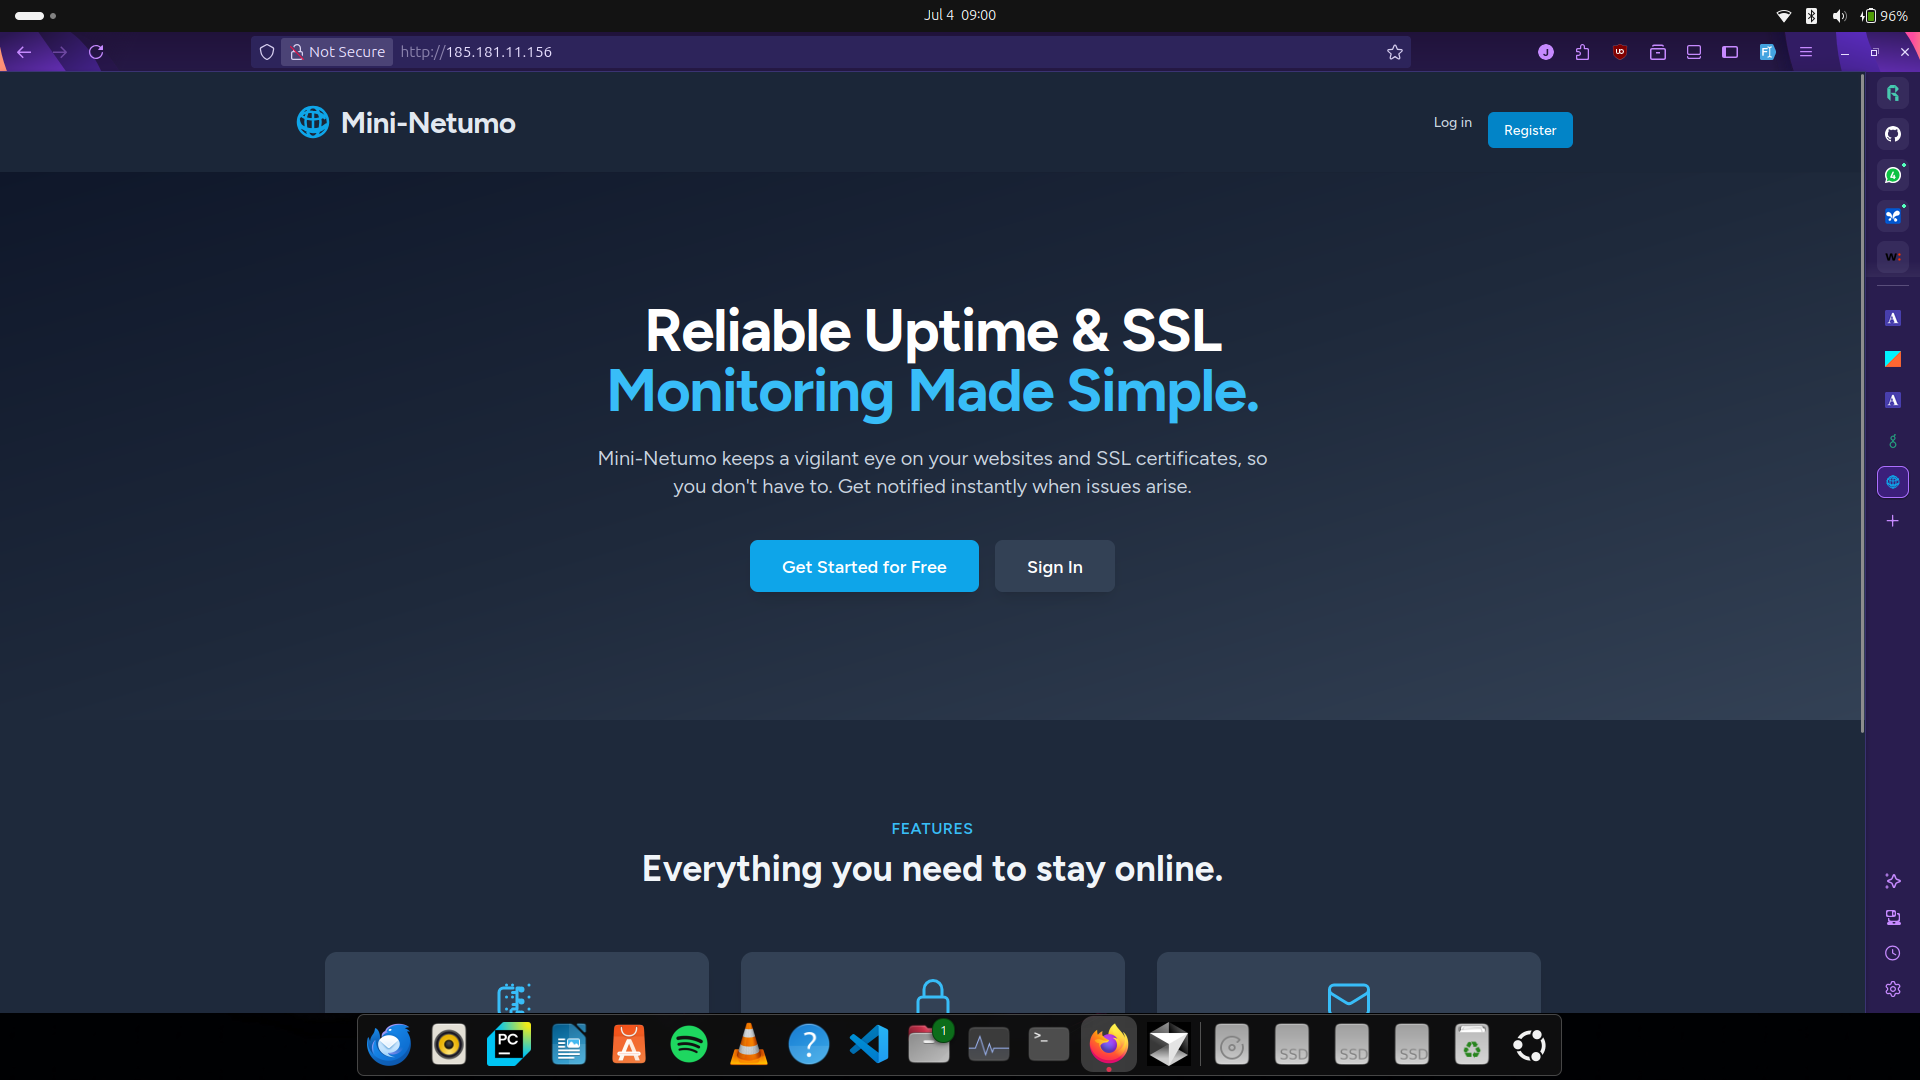 Jul 4 09:00
96%
Not Secure
http://185.181.11.156
J
UD
FI
Mini-Netumo
Log in
Register
R
4
W:
Reliable Uptime & SSL
Monitoring Made Simple.
Mini-Netumo keeps a vigilant eye on your websites and SSL certificates, so
you don't have to. Get notified instantly when issues arise.
Get Started for Free
Sign In
A
A
FEATURES
Everything you need to stay online.
PC
A
?
1
>_
SSD
SSD
SSD